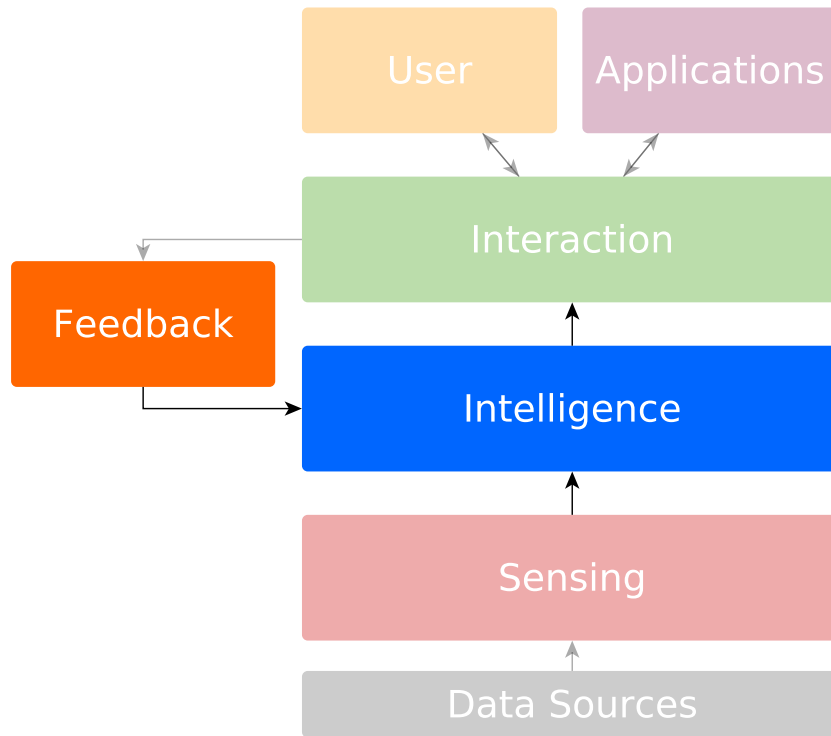 User
Applications
Interaction
Feedback
Intelligence
Sensing
Data Sources